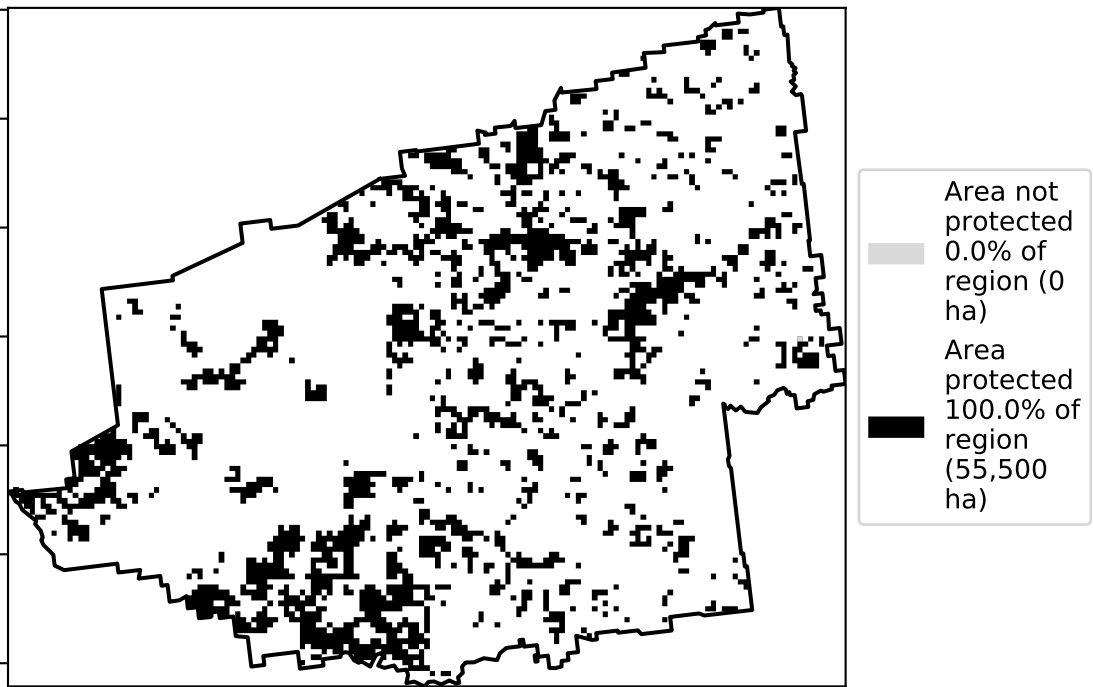 Area not
protected
0.0% of
region (0
ha)
Area
protected
100.0% of
region
(55,500
ha)